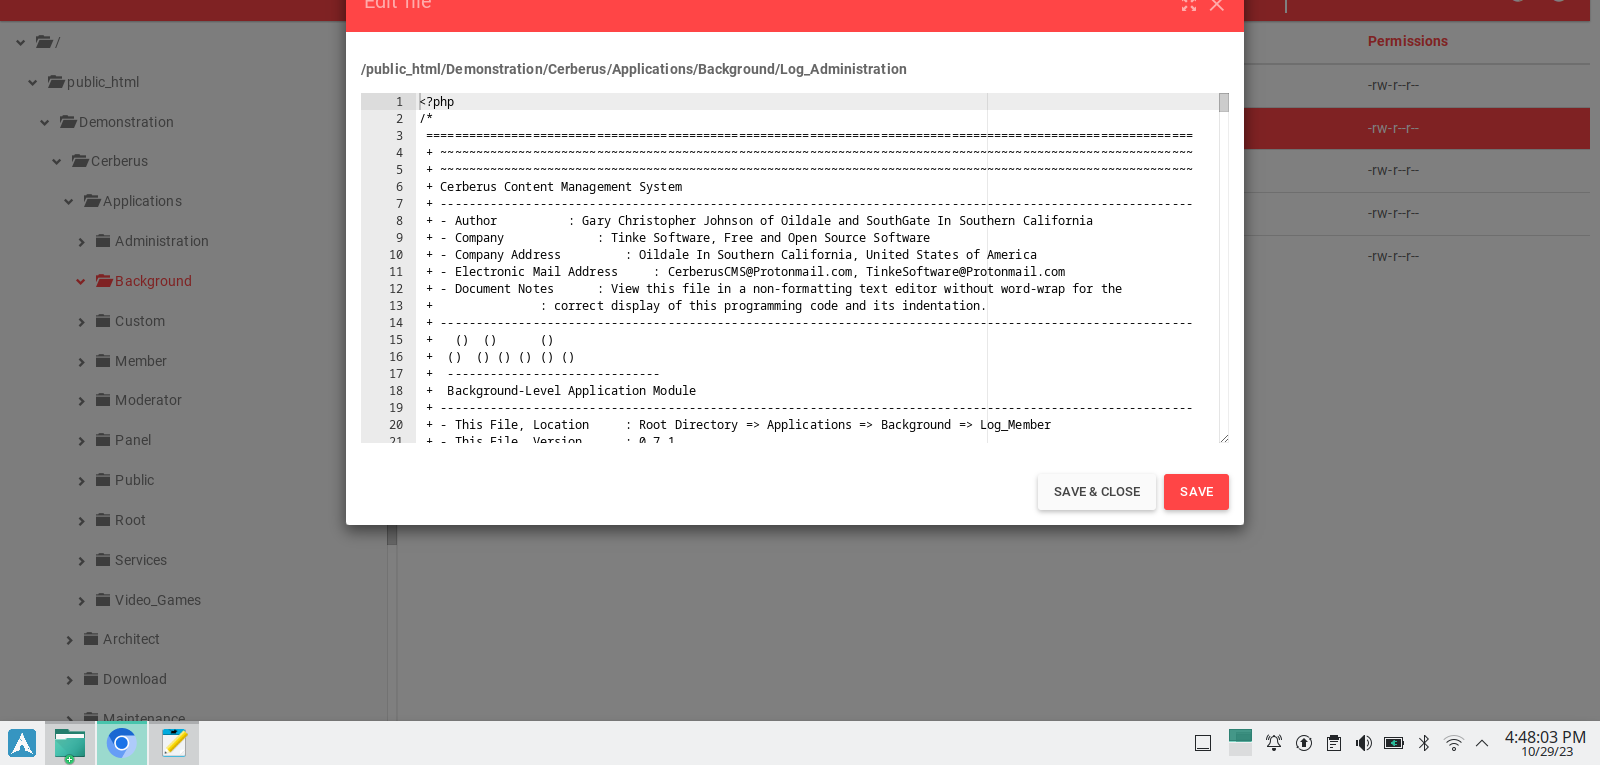 Edit file
Permissions
/
public_html
Demonstration
Cerberus
Applications
Administration
Background
Custom
Member
Moderator
Panel
Public
Root
Services
Video_Games
Architect
Download
Maintenance
/public_html/Demonstration/Cerberus/Applications/Background/Log_Administration
1 <?php
2 /*
3 ============================================================================================================
4 + ~~~~~~~~~~~~~~~~~~~~~~~~~~~~~~~~~~~~~~~~~~~~~~~~~~~~~~~~~~~~~~~~~~~~~~~~~~~~~~~~~~~~~~~~~~~~~~~~~~~~~~~~~~
5 + ~~~~~~~~~~~~~~~~~~~~~~~~~~~~~~~~~~~~~~~~~~~~~~~~~~~~~~~~~~~~~~~~~~~~~~~~~~~~~~~~~~~~~~~~~~~~~~~~~~~~~~~~~~
6 + Cerberus Content Management System
7 + ----------------------------------------------------------------------------------------------------------
8 + - Author : Gary Christopher Johnson of Oildale and SouthGate In Southern California
9 + - Company : Tinke Software, Free and Open Source Software
10 + - Company Address : Oildale In Southern California, United States of America
11 + - Electronic Mail Address : CerberusCMS@Protonmail.com, TinkeSoftware@Protonmail.com
12 + - Document Notes : View this file in a non-formatting text editor without word-wrap for the
13 + : correct display of this programming code and its indentation.
14 + ----------------------------------------------------------------------------------------------------------
15 + () () ()
16 + () () () () () ()
17 + ------------------------------
18 + Background-Level Application Module
19 + ----------------------------------------------------------------------------------------------------------
20 + - This File, Location : Root Directory => Applications => Background => Log_Member
21 + - This File, Version : 0.7.1
SAVE & CLOSE
SAVE
-rw-r--r--
-rw-r--r--
-rw-r--r--
-rw-r--r--
-rw-r--r--
4:48:03 PM
10/29/23